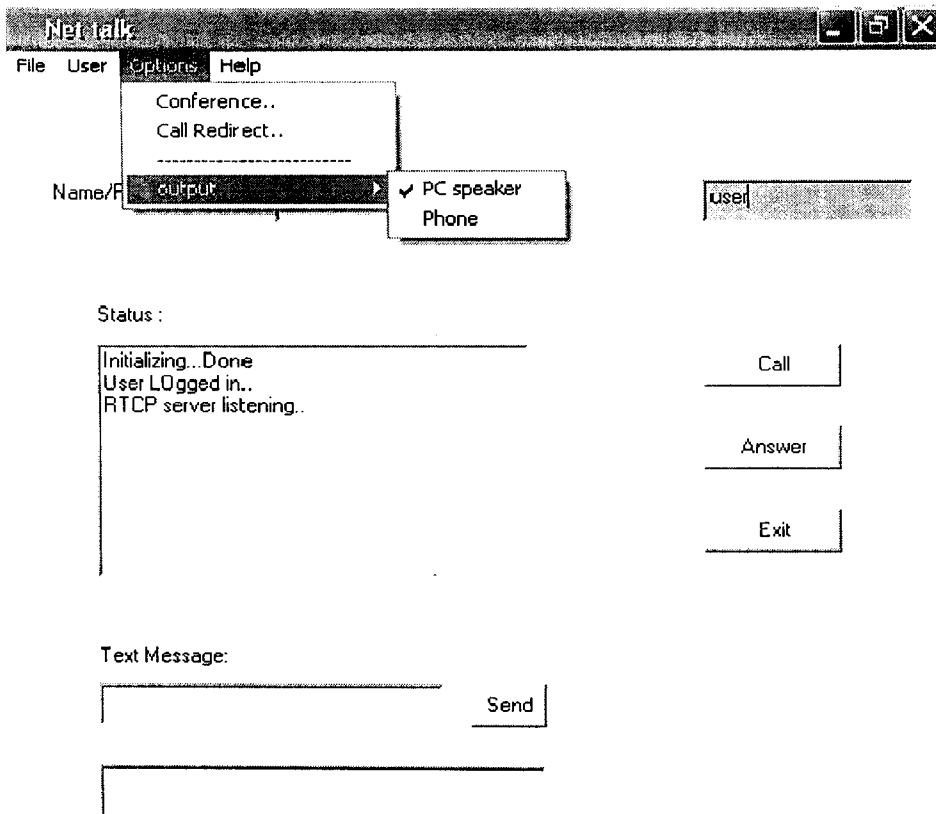 Net talk
File User Options Help
Conference..
Call Redirect..
---------------------------
output
PC speaker
Phone
Name/
user
Status :
Initializing...Done
User LOgged in..
RTCP server listening..
Call
Answer
Exit
Text Message:
Send